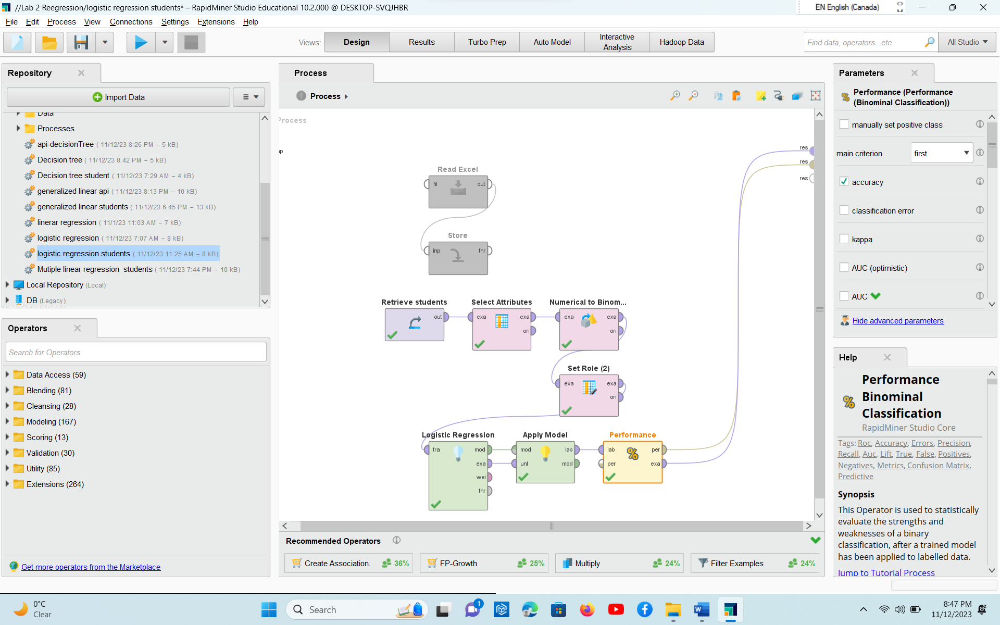 //Lab 2 Reegression/logistic regression students* – RapidMiner Studio Educational 10.2.000 @ DESKTOP-SVQJHBR
EN English (Canada)
File Edit Process View Connections Settings Extensions Help
Views:
Design
Results
Turbo Prep
Auto Model
Interactive
Analysis
Hadoop Data
Find data, operators...etc
All Studio
Repository
Import Data
Data
Processes
api-decisionTree ( 11/12/23 8:26 PM – 5 kB)
Decision tree ( 11/12/23 8:42 PM – 5 kB)
Decision tree student ( 11/12/23 7:29 AM – 4 kB)
generalized linear api ( 11/12/23 8:13 PM – 10 kB)
generalized linear students ( 11/12/23 6:45 PM – 13 kB)
linerar regression ( 11/1/23 11:03 AM – 7 kB)
logistic regression ( 11/12/23 7:07 AM – 8 kB)
logistic regression students ( 11/12/23 11:25 AM – 8 kB)
Mutiple linear regression students ( 11/12/23 7:44 PM – 10 kB)
Local Repository (Local)
DB (Legacy)
Operators
Search for Operators
Data Access (59)
Blending (81)
Cleansing (28)
Modeling (167)
Scoring (13)
Validation (30)
Utility (85)
Extensions (264)
Get more operators from the Marketplace
Process
Process
Process
res
res
res
Read Excel
fil out
Store
inp thr
Retrieve students
out
Select Attributes
exa exa
ori
Numerical to Binom...
exa exa
ori
Set Role (2)
exa exa
ori
Logistic Regression
tra mod
exa
wei
thr
Apply Model
mod lab
unl mod
Performance
lab per
per exa
Recommended Operators
Create Association. 36%
FP-Growth 25%
Multiply 24%
Filter Examples 24%
Parameters
Performance (Performance
(Binominal Classification))
manually set positive class
main criterion first
accuracy
classification error
kappa
AUC (optimistic)
AUC
Hide advanced parameters
Help
Performance
Binominal
Classification
RapidMiner Studio Core
Tags: Roc, Accuracy, Errors, Precision,
Recall, Auc, Lift, True, False, Positives,
Negatives, Metrics, Confusion Matrix,
Predictive
Synopsis
This Operator is used to statistically
evaluate the strengths and
weaknesses of a binary
classification, after a trained model
has been applied to labelled data.
Jump to Tutorial Process
0°C
Clear
Search
1
8:47 PM
11/12/2023